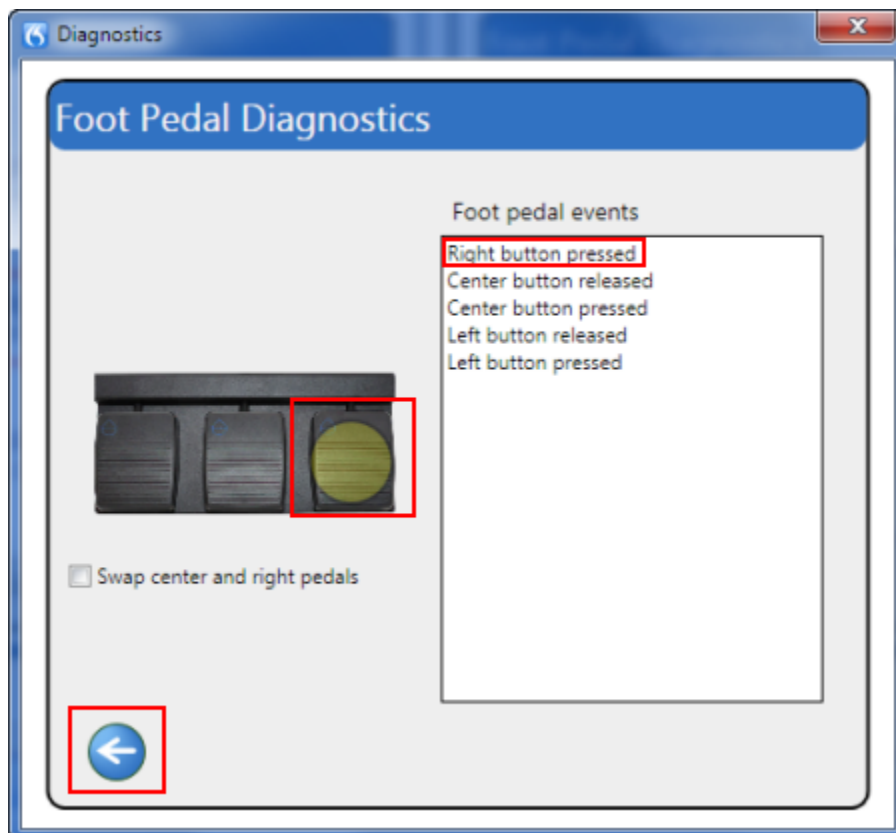 Diagnostics
Foot Pedal Diagnostics
Foot pedal events
Right button pressed
Center button released
Center button pressed
Left button released
Left button pressed
Swap center and right pedals